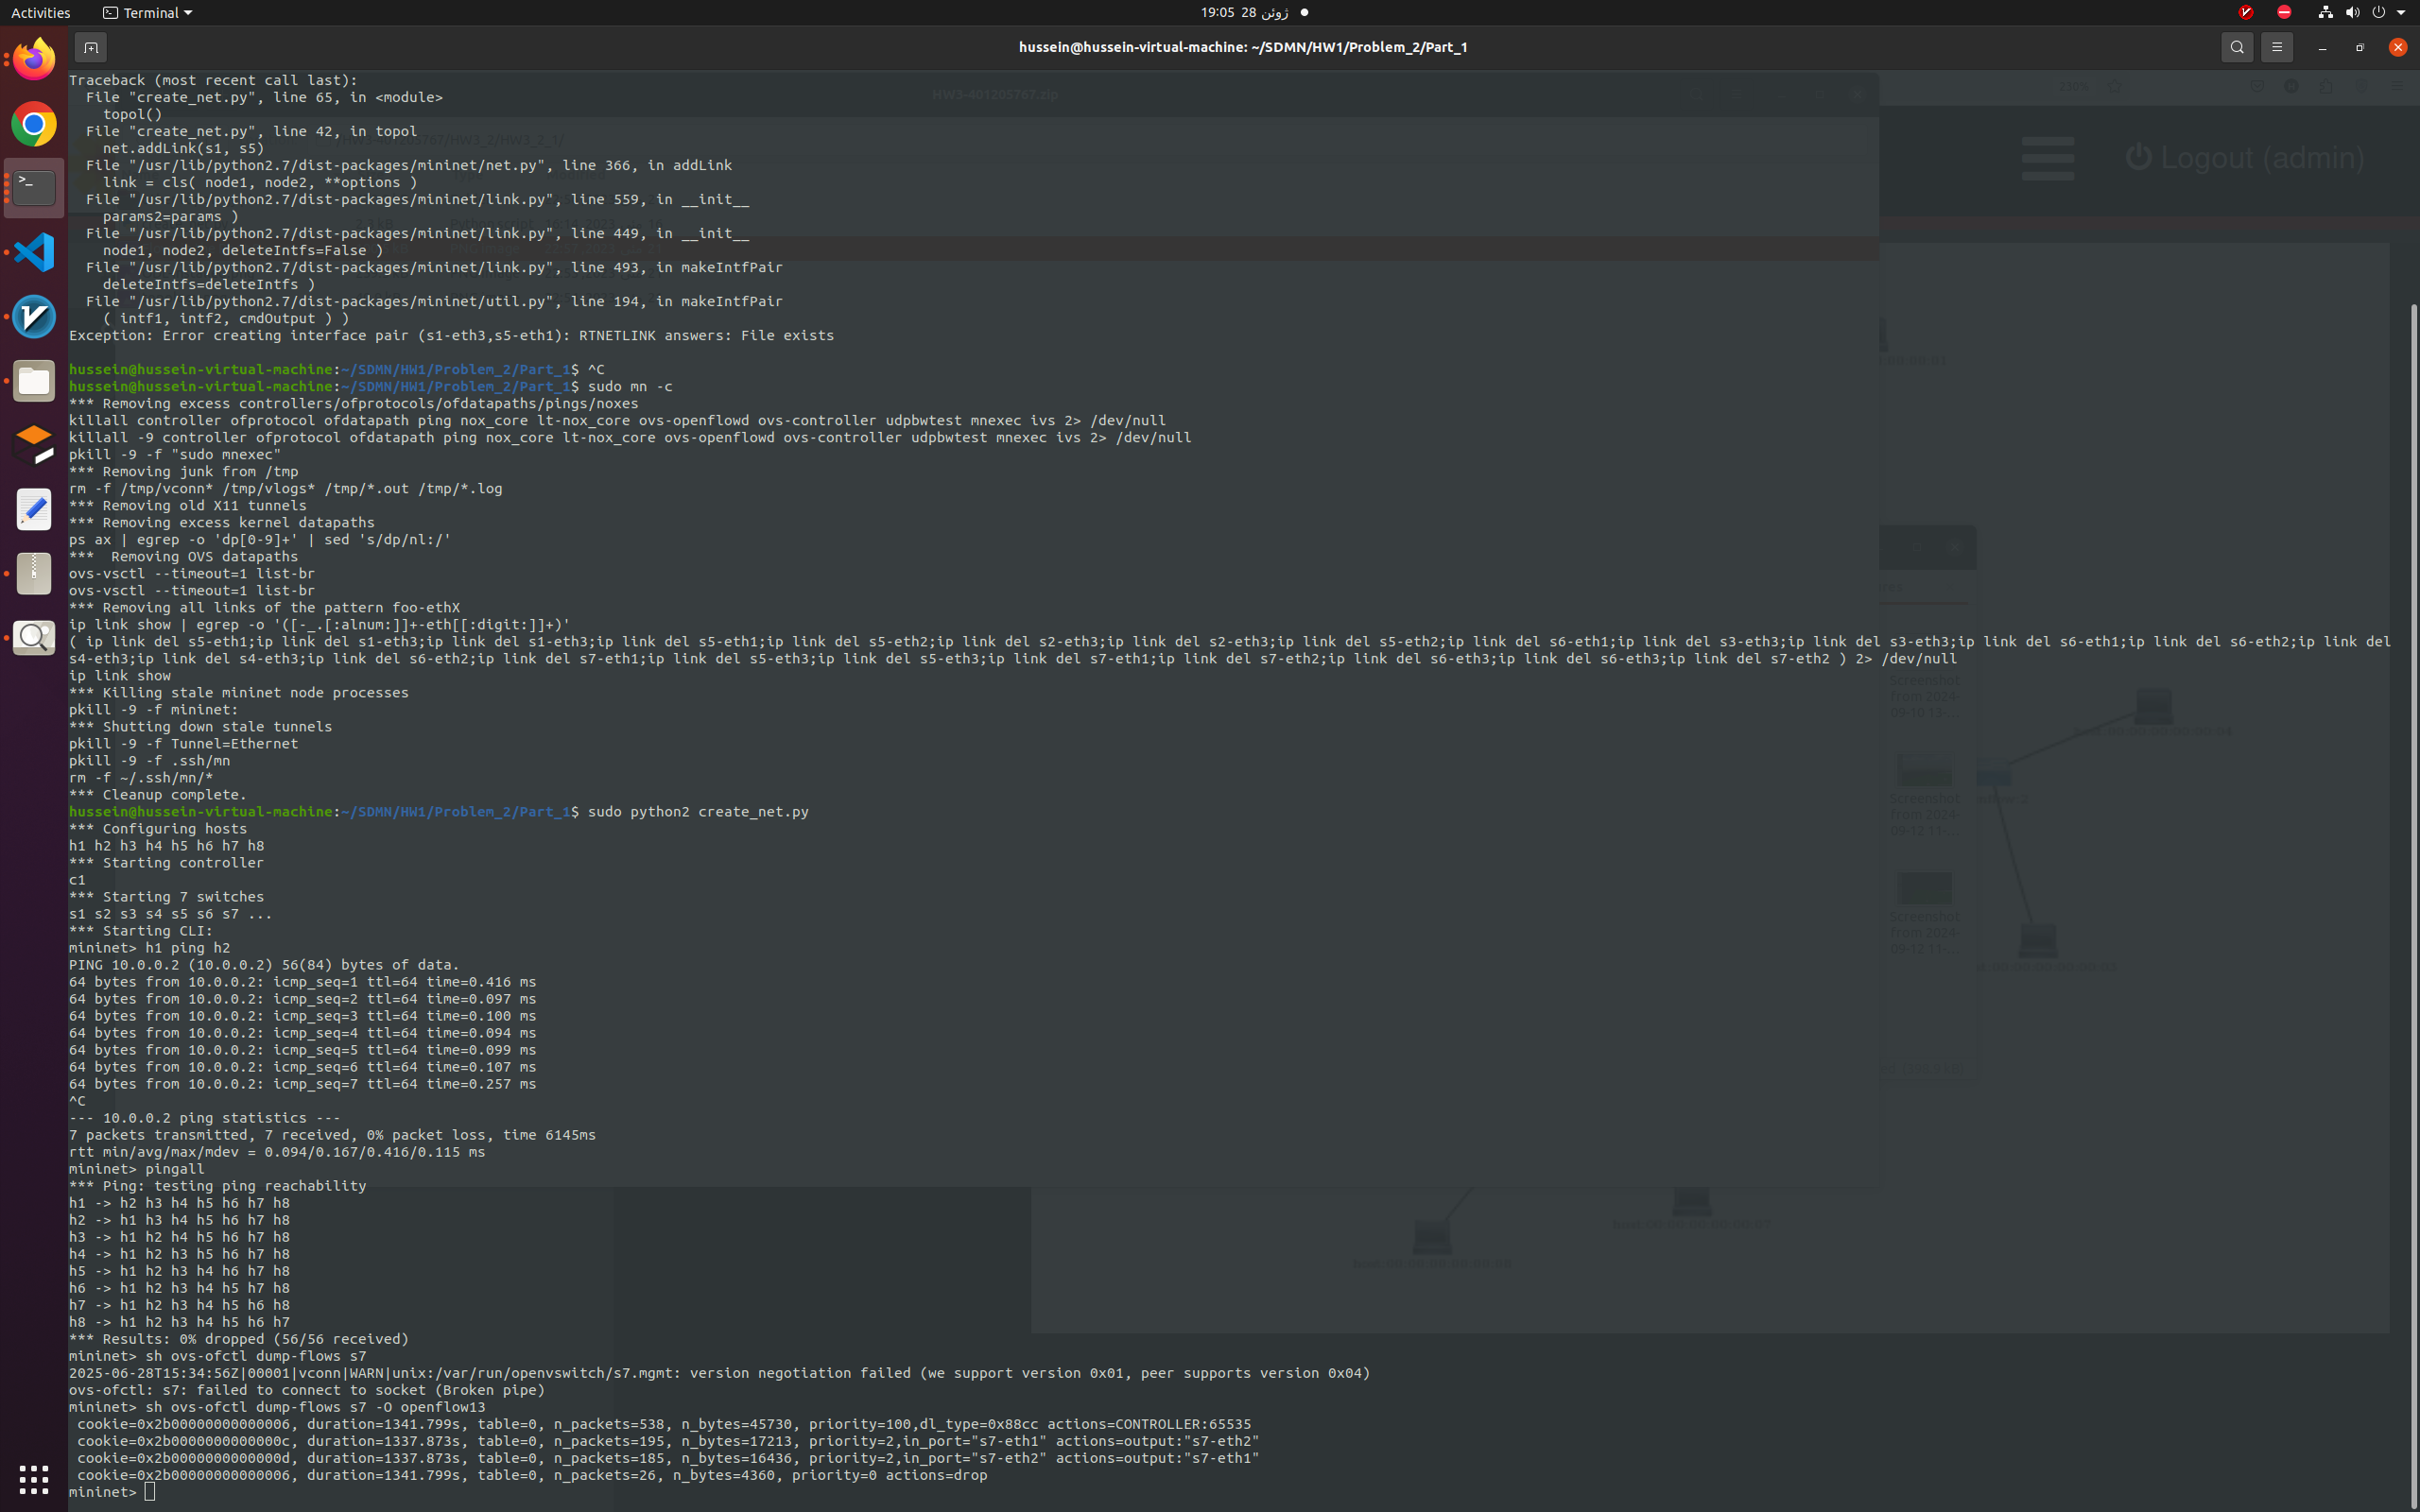 Activities
Terminal
19:05 28 ژوئن
hussein@hussein-virtual-machine: ~/SDMN/HW1/Problem_2/Part_1
HW3-401205767.zip
Logout (admin)
Traceback (most recent call last):
  File "create_net.py", line 65, in <module>
    topol()
  File "create_net.py", line 42, in topol
    net.addLink(s1, s5)
  File "/usr/lib/python2.7/dist-packages/mininet/net.py", line 366, in addLink
    link = cls( node1, node2, **options )
  File "/usr/lib/python2.7/dist-packages/mininet/link.py", line 559, in __init__
    params2=params )
  File "/usr/lib/python2.7/dist-packages/mininet/link.py", line 449, in __init__
    node1, node2, deleteIntfs=False )
  File "/usr/lib/python2.7/dist-packages/mininet/link.py", line 493, in makeIntfPair
    deleteIntfs=deleteIntfs )
  File "/usr/lib/python2.7/dist-packages/mininet/util.py", line 194, in makeIntfPair
    ( intf1, intf2, cmdOutput ) )
Exception: Error creating interface pair (s1-eth3,s5-eth1): RTNETLINK answers: File exists
hussein@hussein-virtual-machine:~/SDMN/HW1/Problem_2/Part_1$ ^C
hussein@hussein-virtual-machine:~/SDMN/HW1/Problem_2/Part_1$ sudo mn -c
*** Removing excess controllers/ofprotocols/ofdatapaths/pings/noxes
killall controller ofprotocol ofdatapath ping nox_core lt-nox_core ovs-openflowd ovs-controller udpbwtest mnexec ivs 2> /dev/null
killall -9 controller ofprotocol ofdatapath ping nox_core lt-nox_core ovs-openflowd ovs-controller udpbwtest mnexec ivs 2> /dev/null
pkill -9 -f "sudo mnexec"
*** Removing junk from /tmp
rm -f /tmp/vconn* /tmp/vlogs* /tmp/*.out /tmp/*.log
*** Removing old X11 tunnels
*** Removing excess kernel datapaths
ps ax | egrep -o 'dp[0-9]+' | sed 's/dp/nl:/'
***  Removing OVS datapaths
ovs-vsctl --timeout=1 list-br
ovs-vsctl --timeout=1 list-br
*** Removing all links of the pattern foo-ethX
ip link show | egrep -o '([-_.[:alnum:]]+-eth[[:digit:]]+)'
( ip link del s5-eth1;ip link del s1-eth3;ip link del s1-eth3;ip link del s5-eth1;ip link del s5-eth2;ip link del s2-eth3;ip link del s2-eth3;ip link del s5-eth2;ip link del s6-eth1;ip link del s3-eth3;ip link del s3-eth3;ip link del s6-eth1;ip link del s6-eth2;ip link del
s4-eth3;ip link del s4-eth3;ip link del s6-eth2;ip link del s7-eth1;ip link del s5-eth3;ip link del s5-eth3;ip link del s7-eth1;ip link del s7-eth2;ip link del s6-eth3;ip link del s6-eth3;ip link del s7-eth2 ) 2> /dev/null
ip link show
*** Killing stale mininet node processes
pkill -9 -f mininet:
*** Shutting down stale tunnels
pkill -9 -f Tunnel=Ethernet
pkill -9 -f .ssh/mn
rm -f ~/.ssh/mn/*
*** Cleanup complete.
hussein@hussein-virtual-machine:~/SDMN/HW1/Problem_2/Part_1$ sudo python2 create_net.py
*** Configuring hosts
h1 h2 h3 h4 h5 h6 h7 h8
*** Starting controller
c1
*** Starting 7 switches
s1 s2 s3 s4 s5 s6 s7 ...
*** Starting CLI:
mininet> h1 ping h2
PING 10.0.0.2 (10.0.0.2) 56(84) bytes of data.
64 bytes from 10.0.0.2: icmp_seq=1 ttl=64 time=0.416 ms
64 bytes from 10.0.0.2: icmp_seq=2 ttl=64 time=0.097 ms
64 bytes from 10.0.0.2: icmp_seq=3 ttl=64 time=0.100 ms
64 bytes from 10.0.0.2: icmp_seq=4 ttl=64 time=0.094 ms
64 bytes from 10.0.0.2: icmp_seq=5 ttl=64 time=0.099 ms
64 bytes from 10.0.0.2: icmp_seq=6 ttl=64 time=0.107 ms
64 bytes from 10.0.0.2: icmp_seq=7 ttl=64 time=0.257 ms
^C
--- 10.0.0.2 ping statistics ---
7 packets transmitted, 7 received, 0% packet loss, time 6145ms
rtt min/avg/max/mdev = 0.094/0.167/0.416/0.115 ms
mininet> pingall
*** Ping: testing ping reachability
h1 -> h2 h3 h4 h5 h6 h7 h8
h2 -> h1 h3 h4 h5 h6 h7 h8
h3 -> h1 h2 h4 h5 h6 h7 h8
h4 -> h1 h2 h3 h5 h6 h7 h8
h5 -> h1 h2 h3 h4 h6 h7 h8
h6 -> h1 h2 h3 h4 h5 h7 h8
h7 -> h1 h2 h3 h4 h5 h6 h8
h8 -> h1 h2 h3 h4 h5 h6 h7
*** Results: 0% dropped (56/56 received)
mininet> sh ovs-ofctl dump-flows s7
2025-06-28T15:34:56Z|00001|vconn|WARN|unix:/var/run/openvswitch/s7.mgmt: version negotiation failed (we support version 0x01, peer supports version 0x04)
ovs-ofctl: s7: failed to connect to socket (Broken pipe)
mininet> sh ovs-ofctl dump-flows s7 -O openflow13
 cookie=0x2b00000000000006, duration=1341.799s, table=0, n_packets=538, n_bytes=45730, priority=100,dl_type=0x88cc actions=CONTROLLER:65535
 cookie=0x2b0000000000000c, duration=1337.873s, table=0, n_packets=195, n_bytes=17213, priority=2,in_port="s7-eth1" actions=output:"s7-eth2"
 cookie=0x2b0000000000000d, duration=1337.873s, table=0, n_packets=185, n_bytes=16436, priority=2,in_port="s7-eth2" actions=output:"s7-eth1"
 cookie=0x2b00000000000006, duration=1341.799s, table=0, n_packets=26, n_bytes=4360, priority=0 actions=drop
mininet>
Screenshot
from 2024-
09-10 13-...
Screenshot
from 2024-
09-12 11-...
Screenshot
from 2024-
09-12 11-...